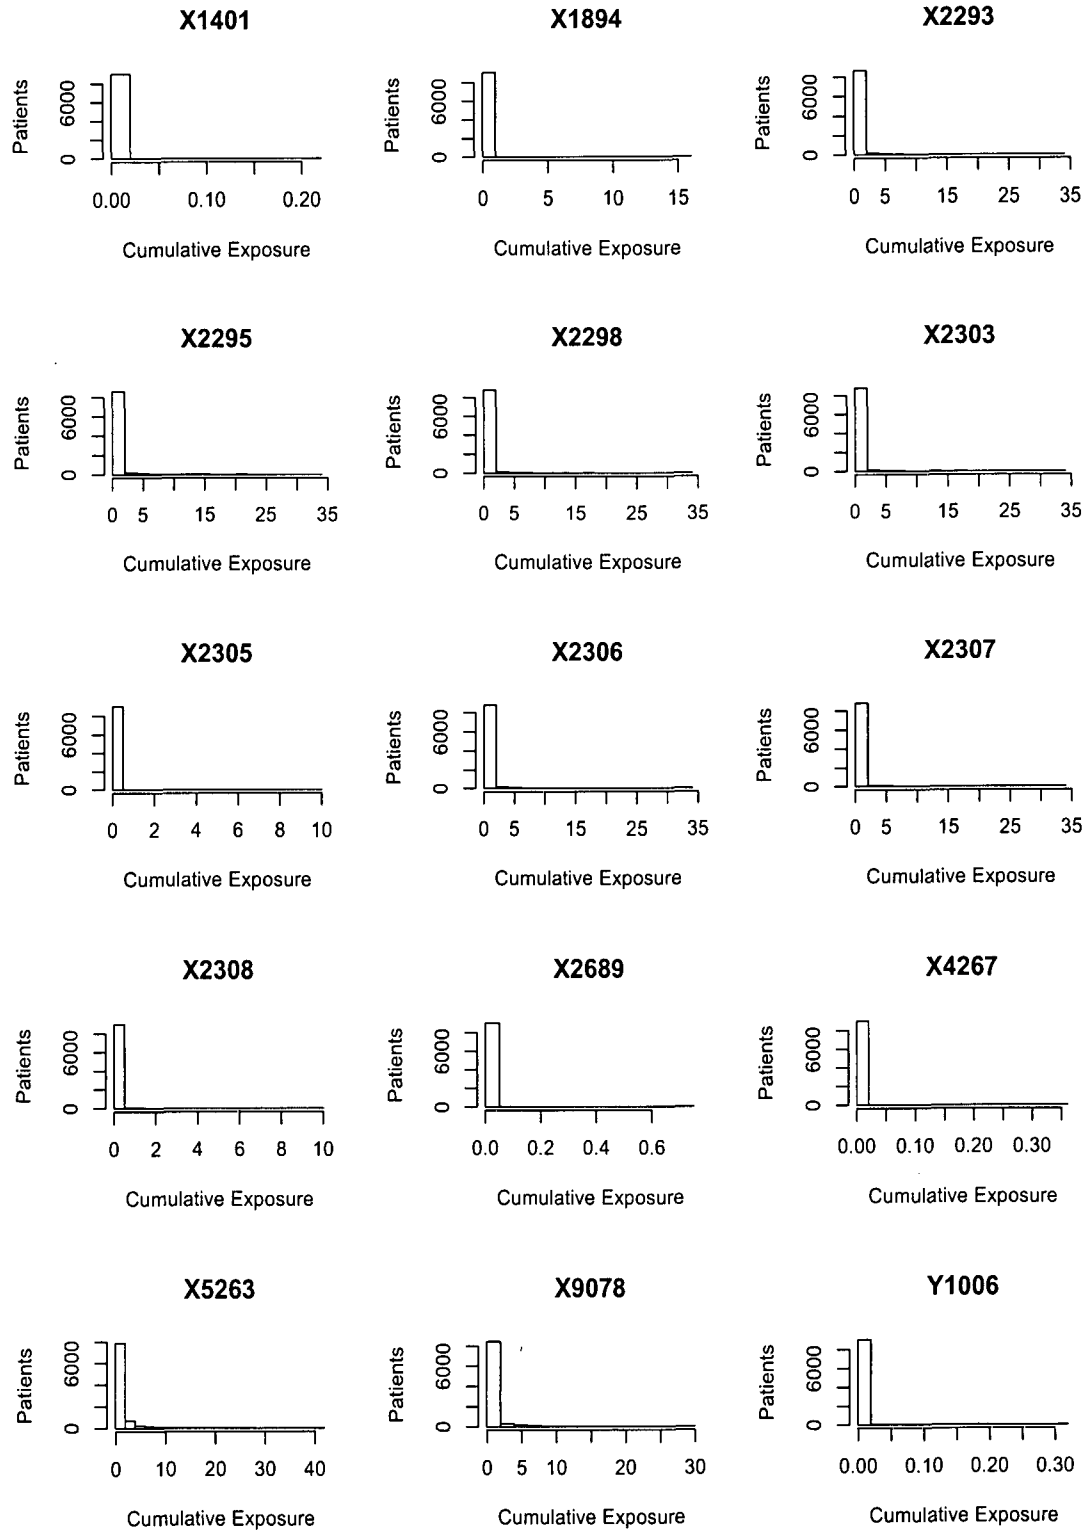 X1401 X1894 X2293
Patients Patients Patients
0 6000 0 6000 0 6000
0.00 0.10 0.20 0 5 10 15 0 5 15 25 35
Cumulative Exposure Cumulative Exposure Cumulative Exposure
X2295 X2298 X2303
Patients Patients Patients
0 6000 0 6000 0 6000
0 5 15 25 35 0 5 15 25 35 0 5 15 25 35
Cumulative Exposure Cumulative Exposure Cumulative Exposure
X2305 X2306 X2307
Patients Patients Patients
0 6000 0 6000 0 6000
0 2 4 6 8 10 0 5 15 25 35 0 5 15 25 35
Cumulative Exposure Cumulative Exposure Cumulative Exposure
X2308 X2689 X4267
Patients Patients Patients
0 6000 0 6000 0 6000
0 2 4 6 8 10 0.0 0.2 0.4 0.6 0.00 0.10 0.20 0.30
Cumulative Exposure Cumulative Exposure Cumulative Exposure
X5263 X9078 Y1006
Patients Patients Patients
0 6000 0 6000 0 6000
0 10 20 30 40 0 5 10 20 30 0.00 0.10 0.20 0.30
Cumulative Exposure Cumulative Exposure Cumulative Exposure